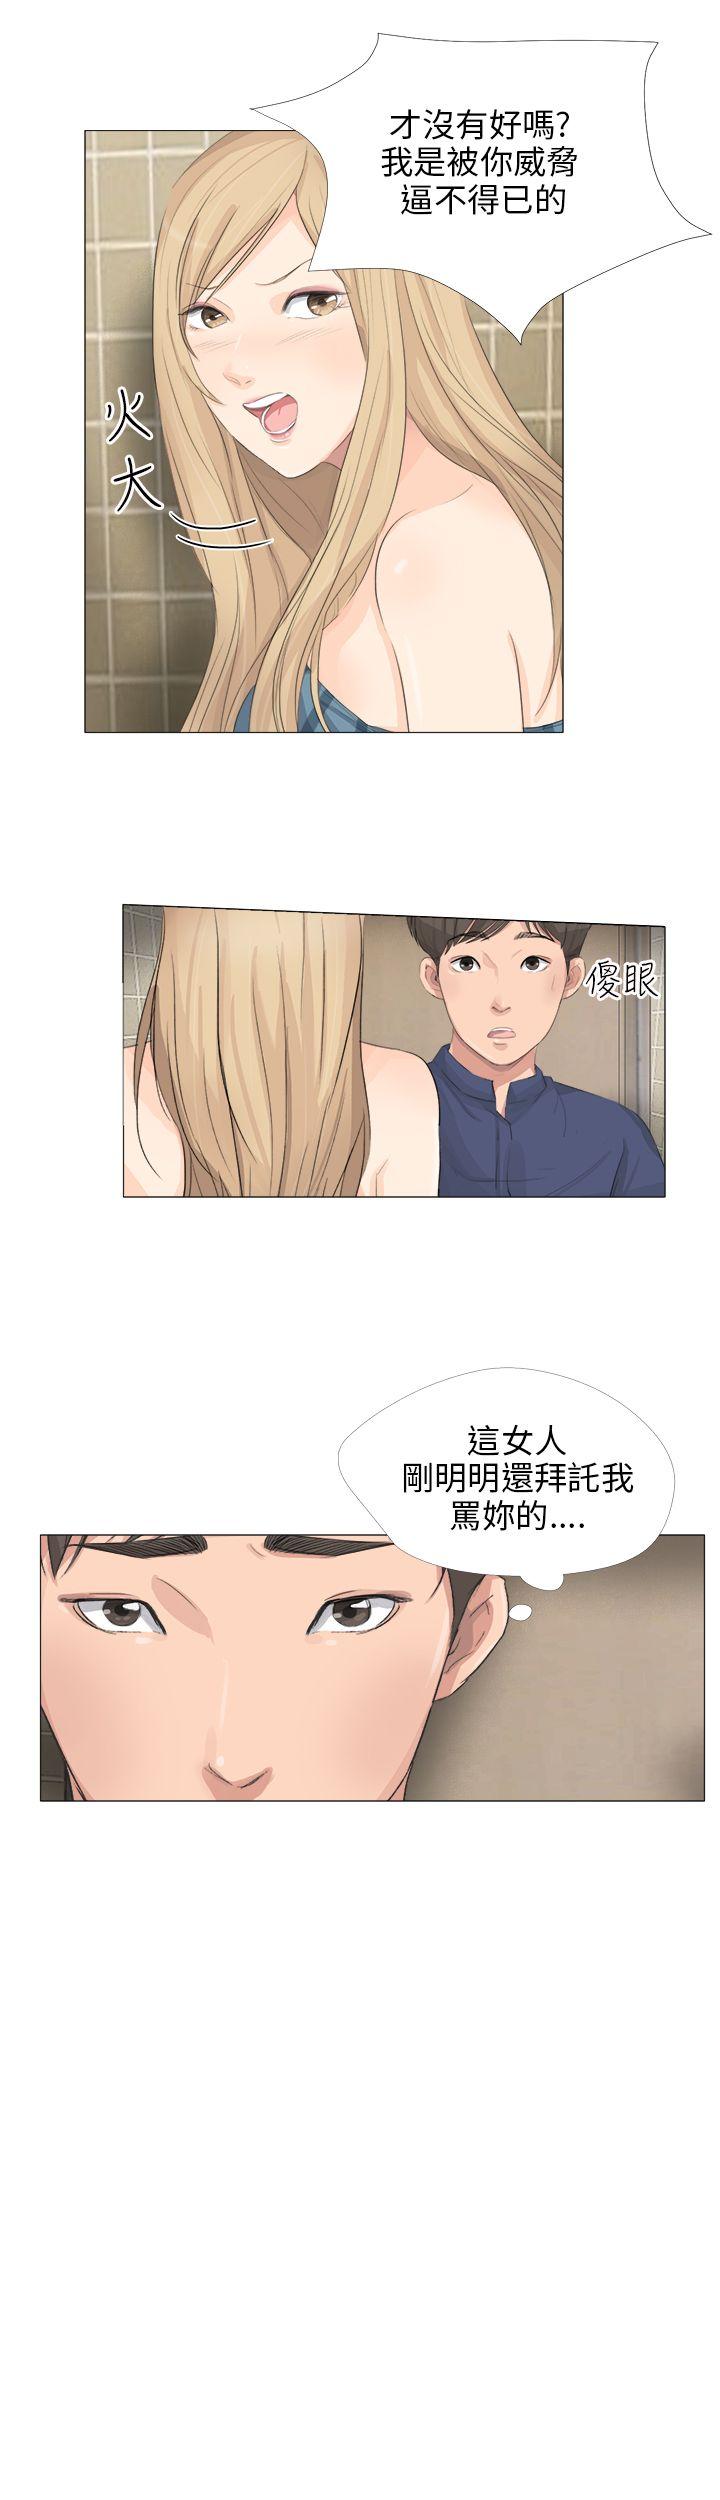 才沒有好嗎?
我是被你威脅
逼不得已的
火
大
傻眼
這女人
剛明明還拜託我
罵妳的....